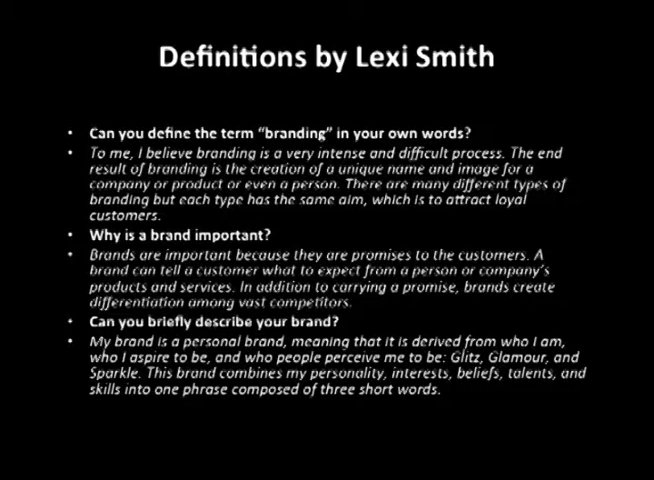 Definitions by Lexi Smith
• Can you define the term "branding" in your own words?
• To me, I believe branding is a very intense and difficult process. The end
result of branding is the creation of a unique name and image for a
company or product or even a person. There are many different types of
branding but each type has the same aim, which is to attract loyal
customers.
• Why is a brand important?
• Brands are important because they are promises to the customers. A
brand can tell a customer what to expect from a person or company's
products and services. In addition to carrying a promise, brands create
differentiation among vast competitors.
• Can you briefly describe your brand?
• My brand is a personal brand, meaning that it is derived from who I am,
who I aspire to be, and who people perceive me to be: Glitz, Glamour, and
Sparkle. This brand combines my personality, interests, beliefs, talents, and
skills into one phrase composed of three short words.